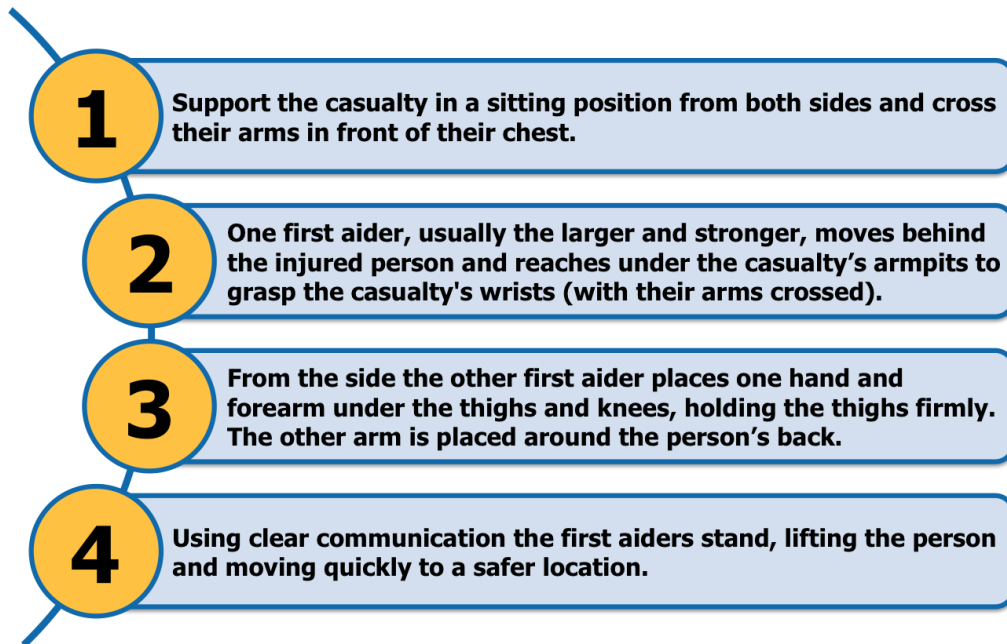 1
Support the casualty in a sitting position from both sides and cross
their arms in front of their chest.
2
One first aider, usually the larger and stronger, moves behind
the injured person and reaches under the casualty’s armpits to
grasp the casualty's wrists (with their arms crossed).
3
From the side the other first aider places one hand and
forearm under the thighs and knees, holding the thighs firmly.
The other arm is placed around the person’s back.
4
Using clear communication the first aiders stand, lifting the person
and moving quickly to a safer location.